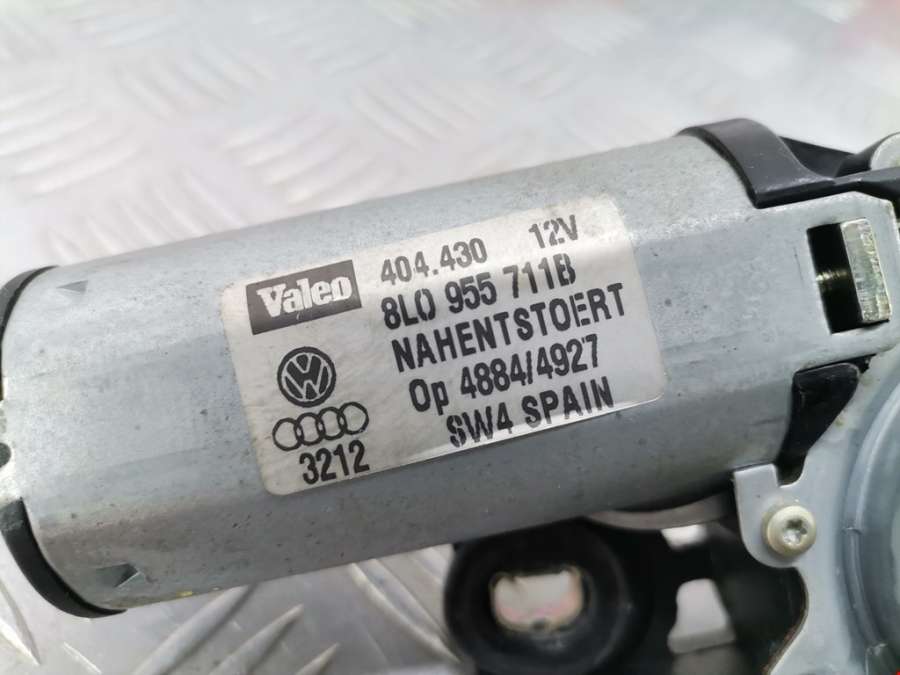 Valeo
404.430 12V
8L0 955 711B
NAHENTSTOERT
Op 4884/4927
SW4 SPAIN
3212